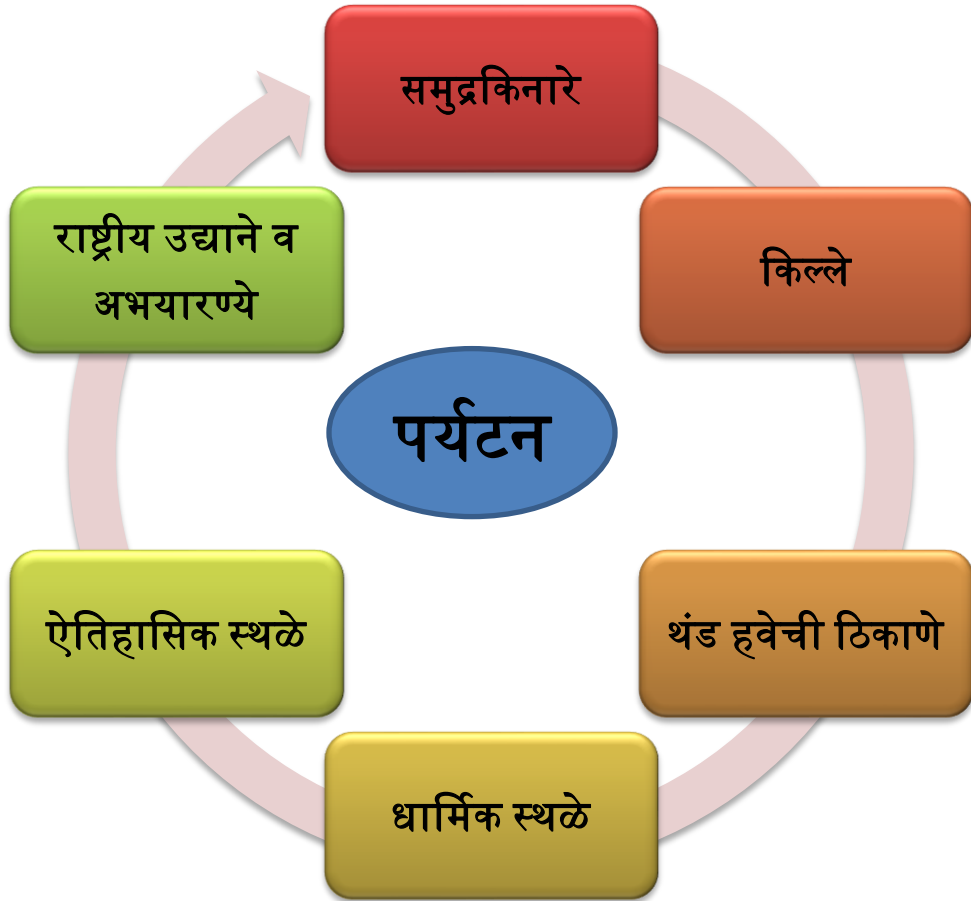 समुद्रकिनारे
किल्ले
थंड हवेची ठिकाणे
धार्मिक स्थळे
ऐतिहासिक स्थळे
राष्ट्रीय उद्याने व
अभयारण्ये
पर्यटन